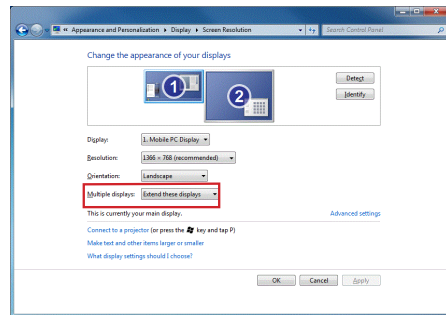 « Appearance and Personalization ▸ Display ▸ Screen Resolution
Search Control Panel
Change the appearance of your displays
1
2
Detect
Identify
Display: 1. Mobile PC Display
Resolution: 1366 × 768 (recommended)
Orientation: Landscape
Multiple displays: Extend these displays
This is currently your main display.
Advanced settings
Connect to a projector (or press the key and tap P)
Make text and other items larger or smaller
What display settings should I choose?
OK Cancel Apply